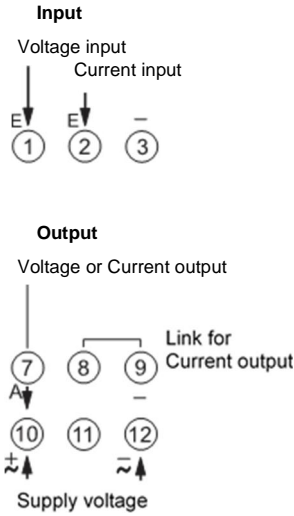 Input
Voltage input
Current input
E E –
1 2 3
Output
Voltage or Current output
Link for
Current output
7 8 9
A –
10 11 12
± ~ – ~
Supply voltage